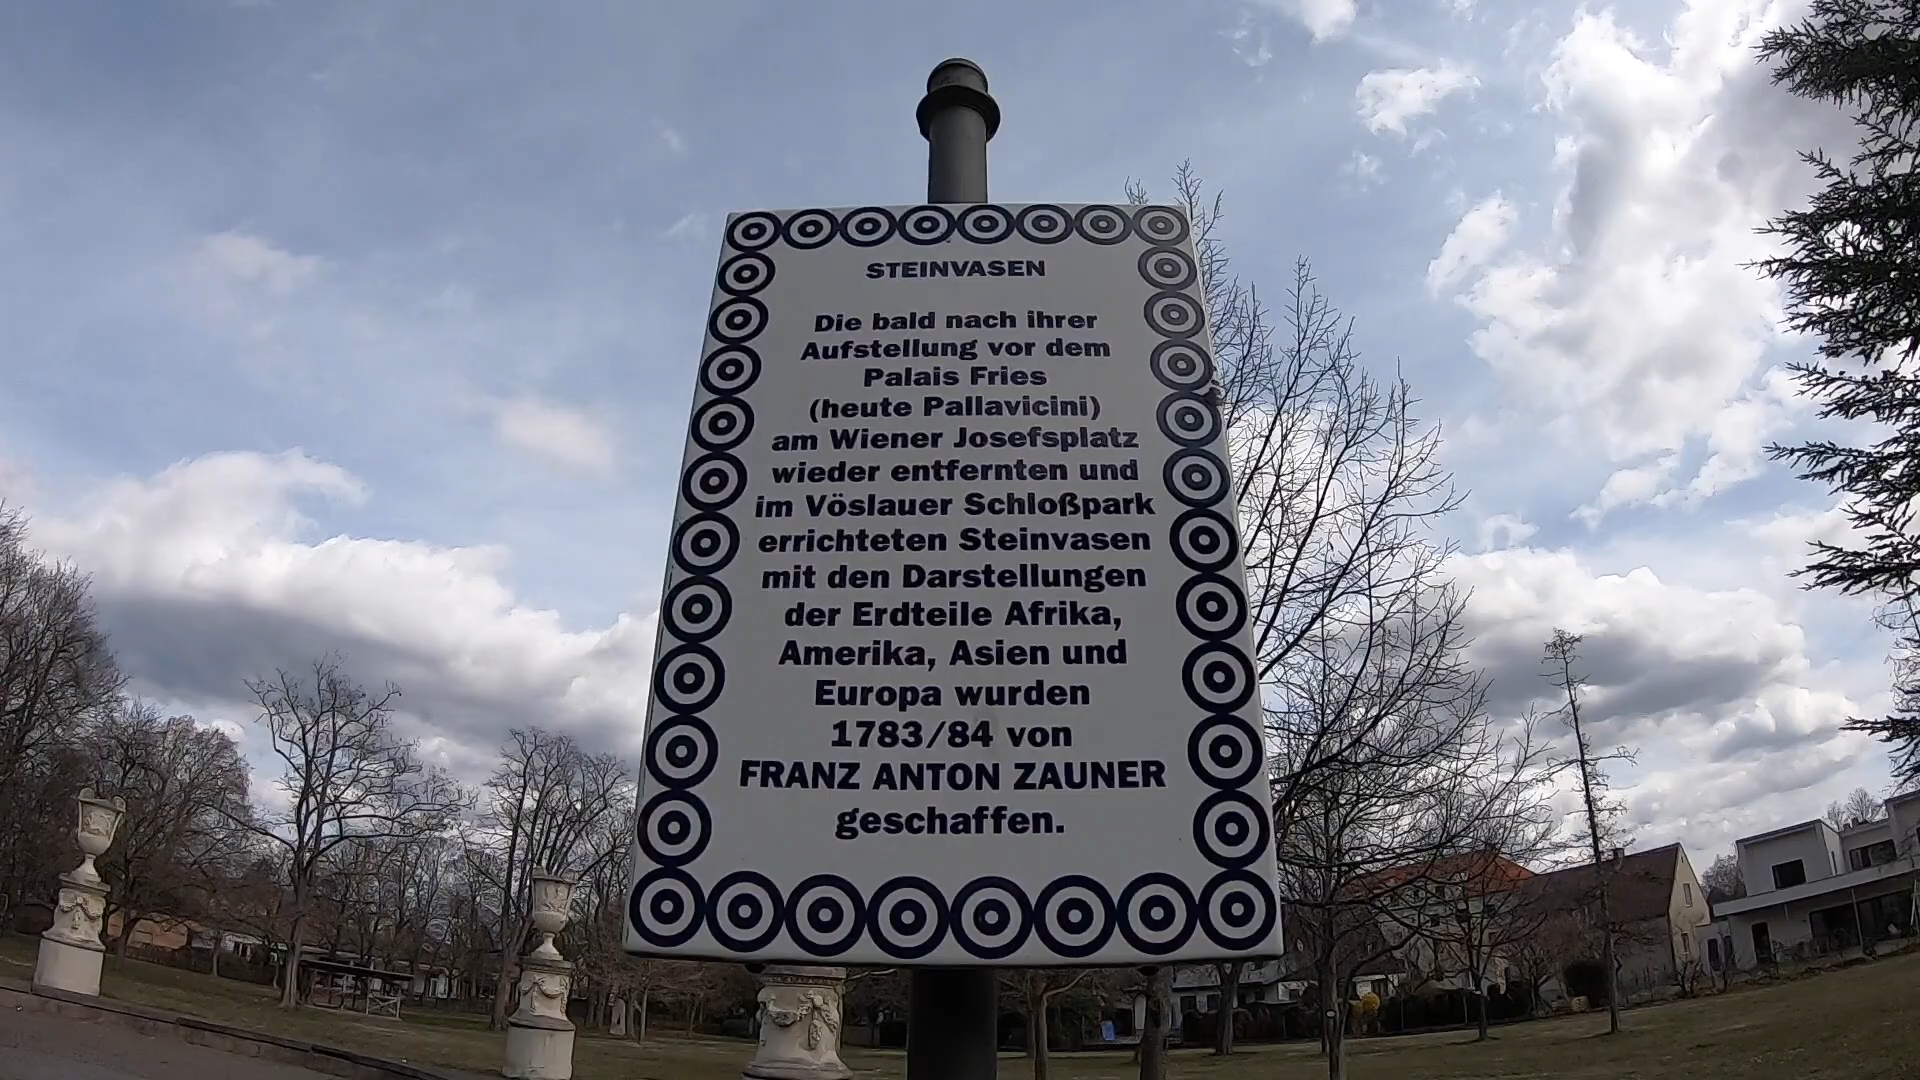 STEINVASEN
Die bald nach ihrer
Aufstellung vor dem
Palais Fries
(heute Pallavicini)
am Wiener Josefsplatz
wieder entfernten und
im Vöslauer Schloßpark
errichteten Steinvasen
mit den Darstellungen
der Erdteile Afrika,
Amerika, Asien und
Europa wurden
1783/84 von
FRANZ ANTON ZAUNER
geschaffen.